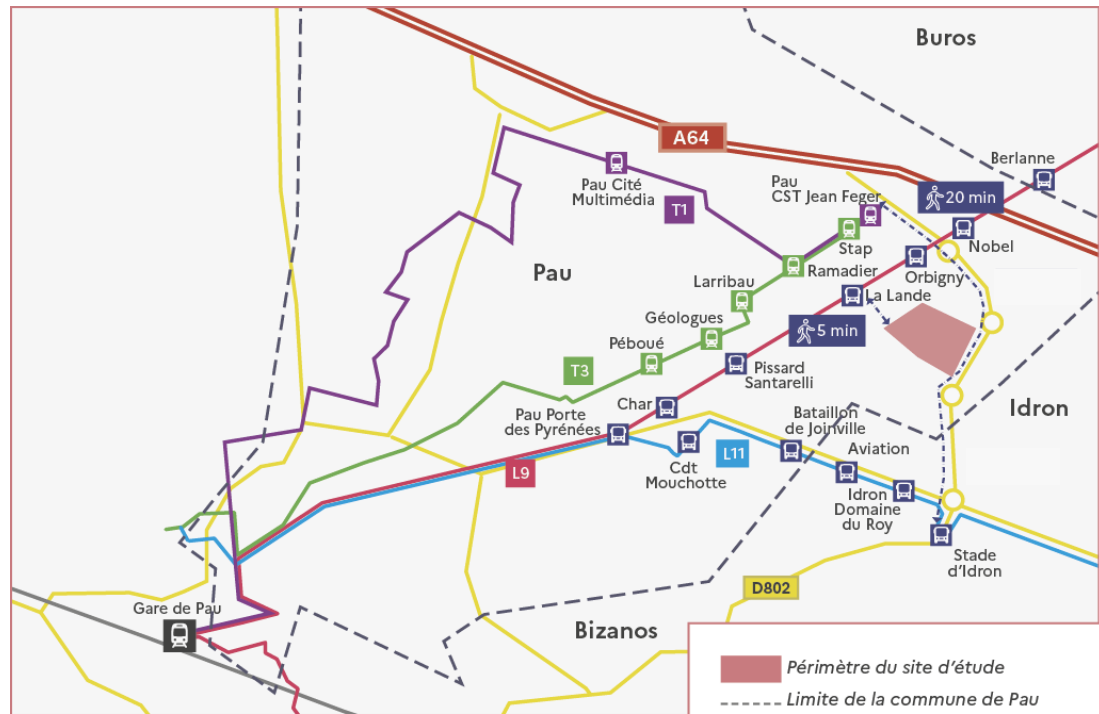 Buros
A64
Berlanne
20 min
Pau Cité
Multimédia
T1
Pau
CST Jean Feger
Stap
Nobel
Orbigny
Ramadier
La Lande
Pau
Larribau
Géologues
5 min
Péboué
T3
Pissard
Santarelli
Char
Idron
Pau Porte
des Pyrénées
Bataillon
de Joinville
L11
L9
Cdt
Mouchotte
Aviation
Idron
Domaine
du Roy
Stade
d'Idron
D802
Gare de Pau
Bizanos
Périmètre du site d'étude
Limite de la commune de Pau